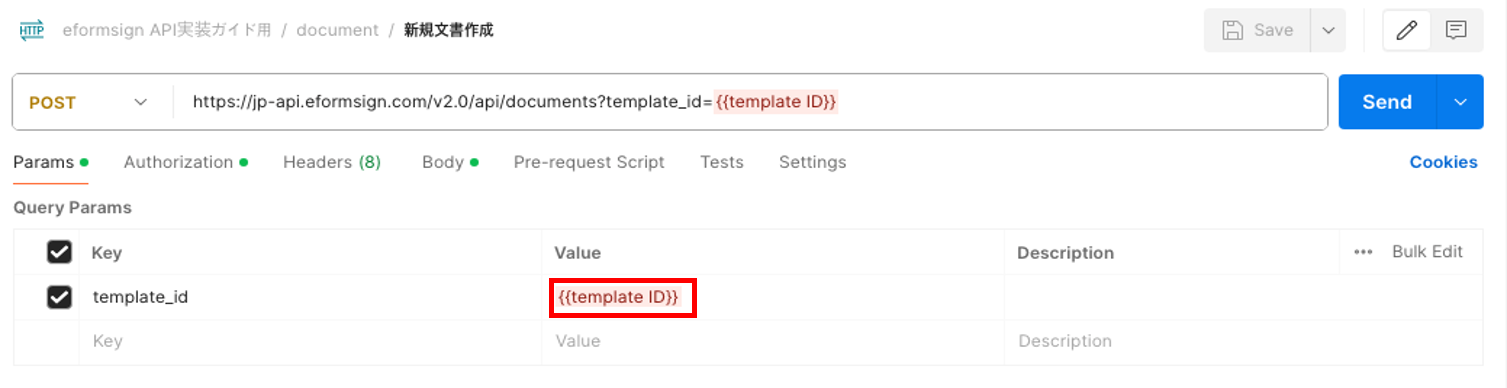 HTTP eformsign API実装ガイド用 / document / 新規文書作成 Save
POST https://jp-api.eformsign.com/v2.0/api/documents?template_id={{template ID}} Send
Params Authorization Headers (8) Body Pre-request Script Tests Settings Cookies
Query Params
Key Value Description ••• Bulk Edit
template_id {{template ID}}
Key Value Description